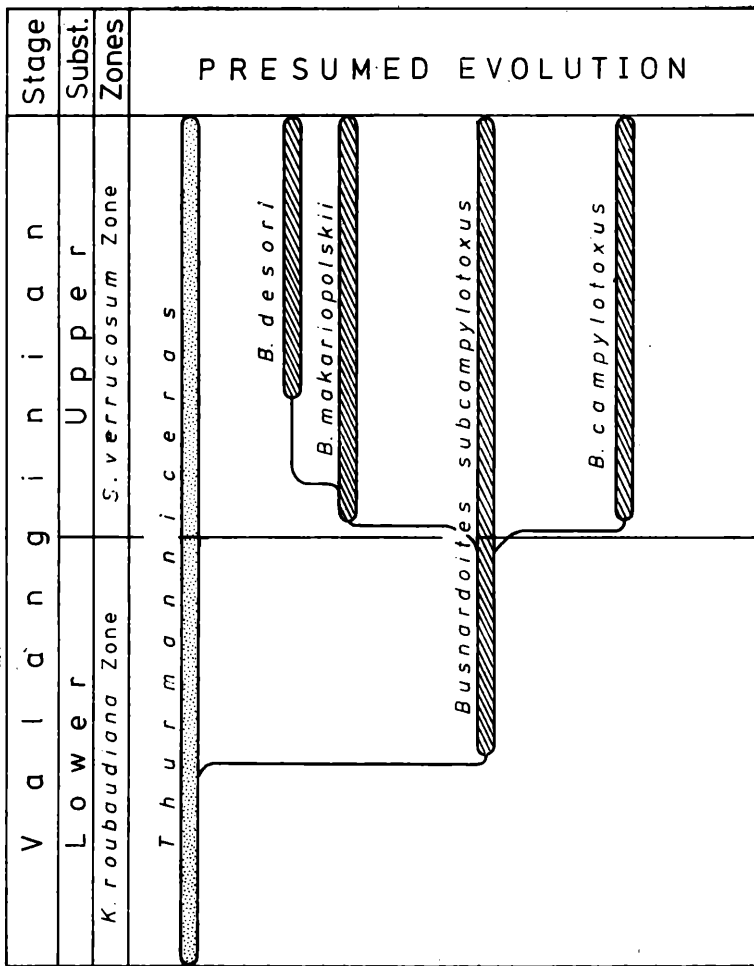 Stage
Subst.
Zones
PRESUMED EVOLUTION
Valanginian
Upper
Lower
S. verrucosum Zone
K. roubaudiana Zone
Thurmanniceras
B. desori
B. makariopolskii
Busnardoites subcampylotoxus
B. campylotoxus